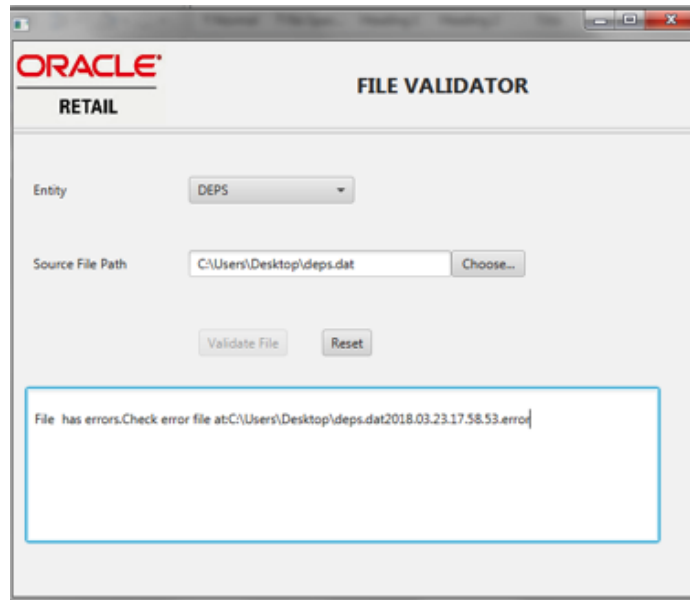 ORACLE
RETAIL
FILE VALIDATOR
Entity
DEPS
Source File Path
C:\Users\Desktop\deps.dat
Choose...
Validate File
Reset
File  has errors.Check error file at:C:\Users\Desktop\deps.dat2018.03.23.17.58.53.error